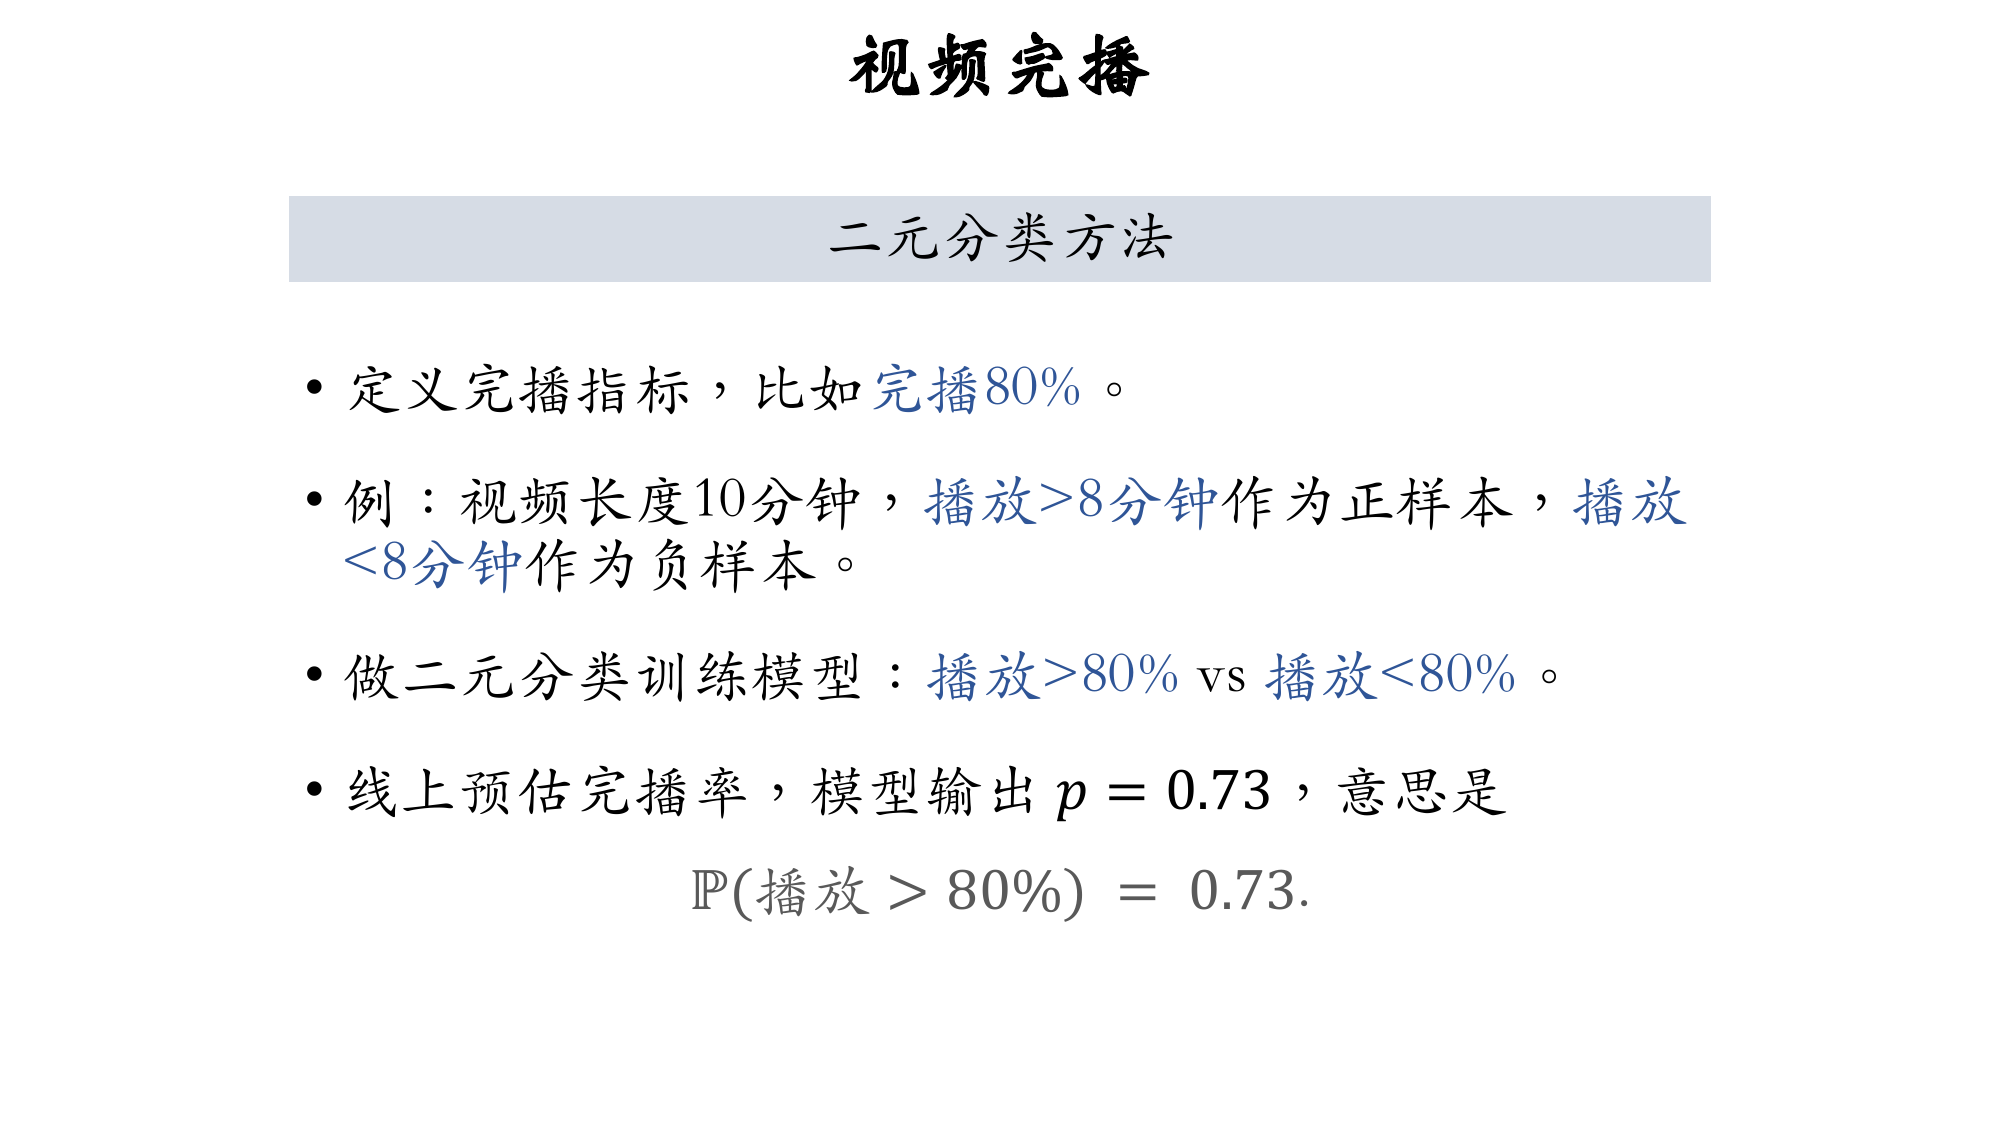 视频完播
二元分类方法
• 定义完播指标，比如完播80%。
• 例：视频长度10分钟，播放>8分钟作为正样本，播放
<8分钟作为负样本。
• 做二元分类训练模型：播放>80% vs 播放<80%。
• 线上预估完播率，模型输出 p = 0.73，意思是
ℙ(播放 > 80%) = 0.73.